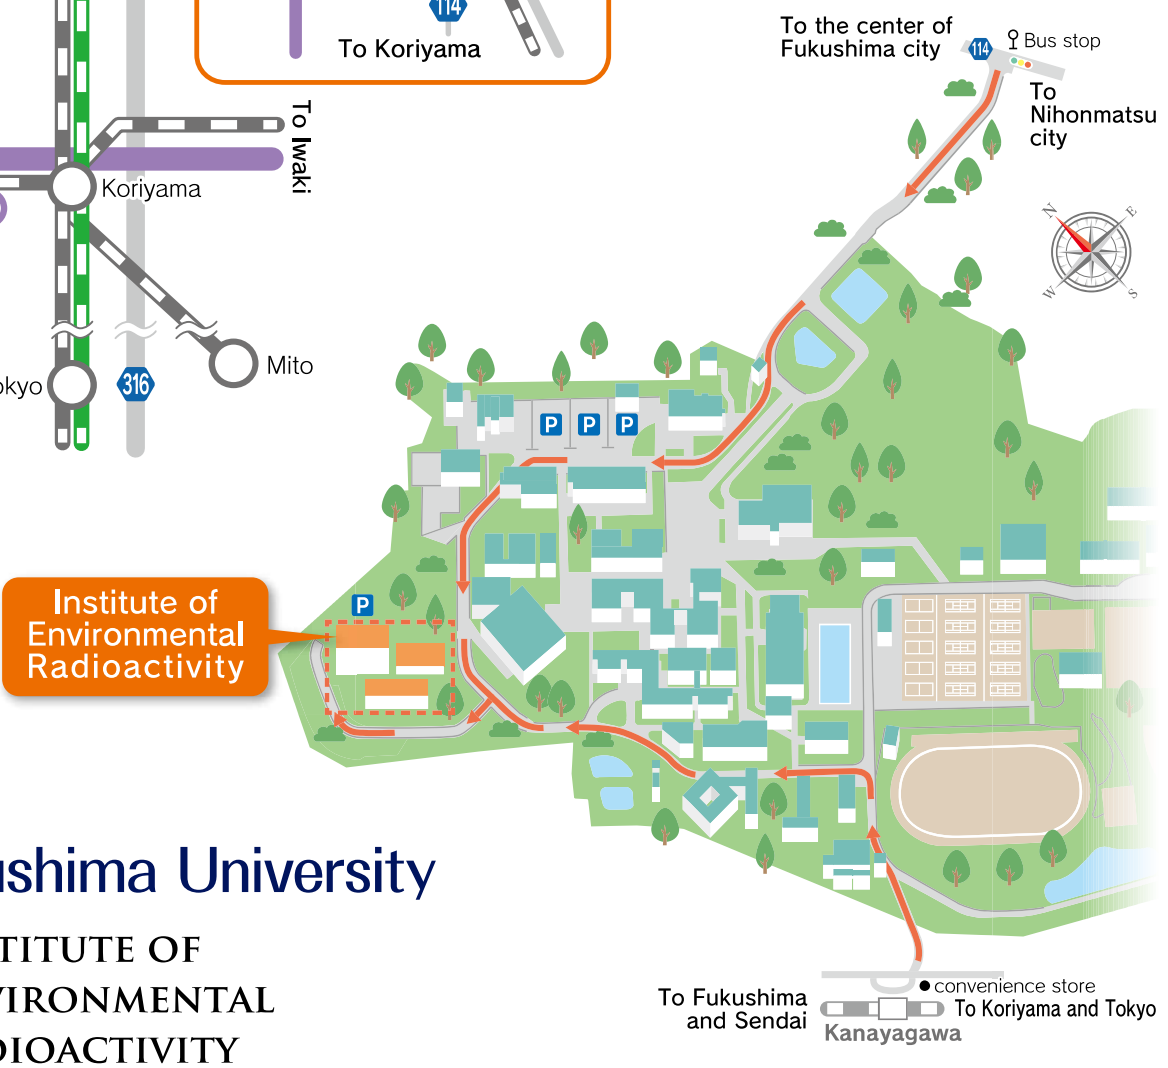 114
To Koriyama
To Iwaki
Koriyama
Mito
okyo
316
To the center of
Fukushima city
114
Bus stop
To
Nihonmatsu
city
N
E
W
S
P
P
P
P
Institute of
Environmental
Radioactivity
ushima University
TITUTE OF
VIRONMENTAL
DIOACTIVITY
convenience store
To Fukushima
and Sendai
To Koriyama and Tokyo
Kanayagawa